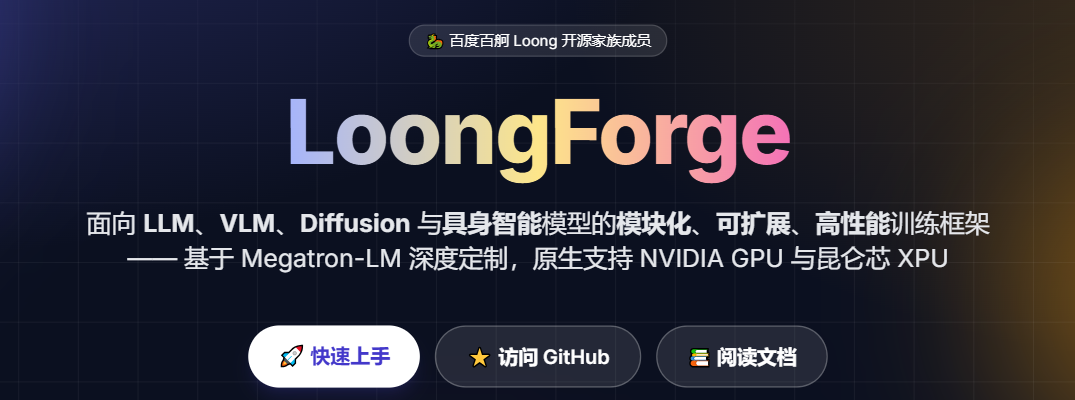 百度百舸 Loong 开源家族成员
LoongForge
面向 LLM、VLM、Diffusion 与具身智能模型的模块化、可扩展、高性能训练框架
—— 基于 Megatron-LM 深度定制，原生支持 NVIDIA GPU 与昆仑芯 XPU
快速上手
访问 GitHub
阅读文档